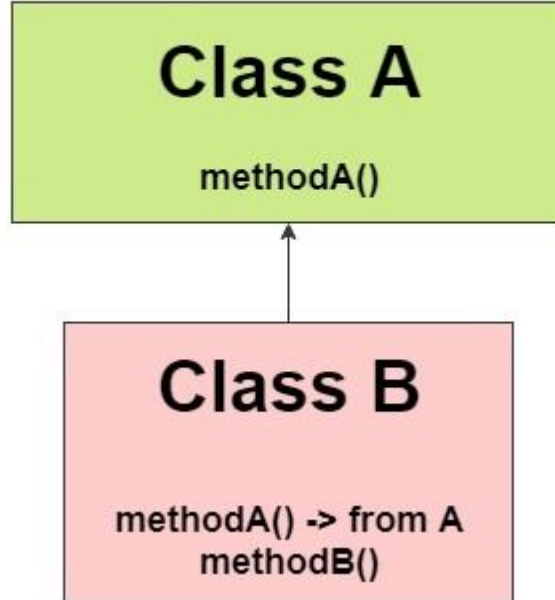 Class A
methodA()
Class B
methodA() -> from A
methodB()